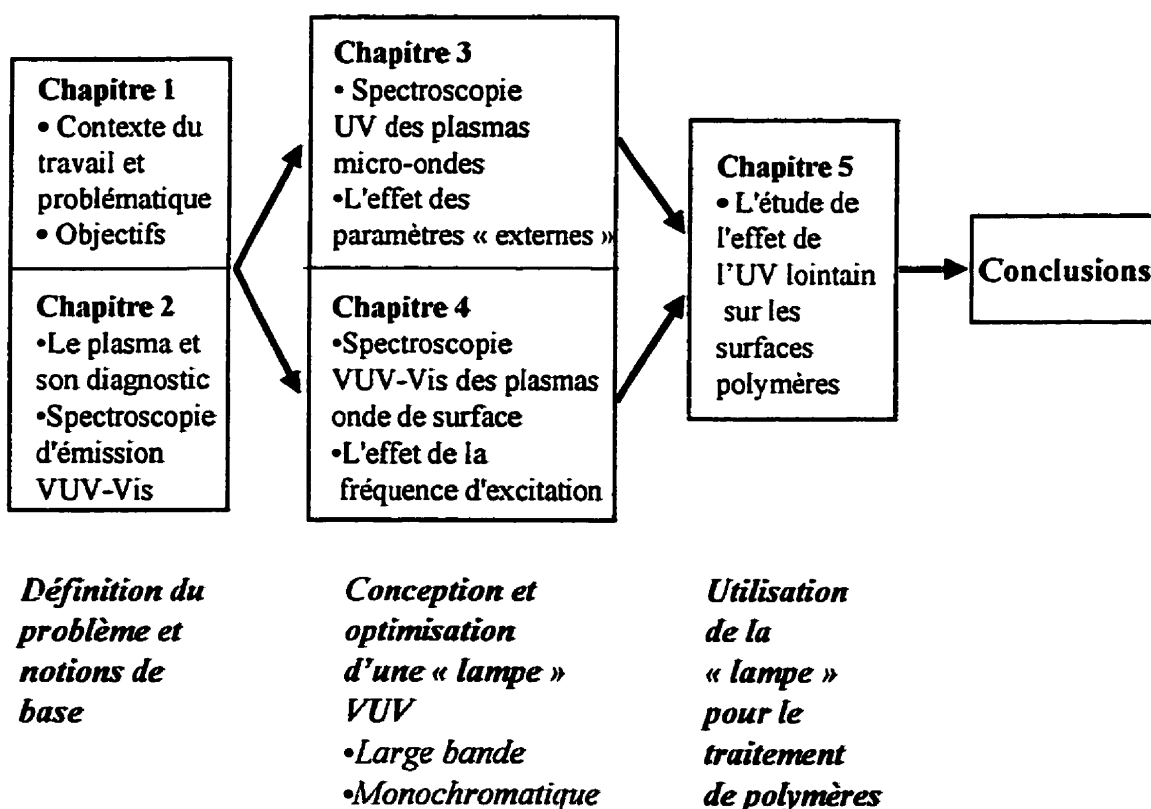 Chapitre 1
• Contexte du
travail et
problématique
• Objectifs
Chapitre 2
•Le plasma et
son diagnostic
•Spectroscopie
d'émission
VUV-Vis
Chapitre 3
• Spectroscopie
UV des plasmas
micro-ondes
•L'effet des
paramètres « externes »
Chapitre 4
•Spectroscopie
VUV-Vis des plasmas
onde de surface
•L'effet de la
fréquence d'excitation
Chapitre 5
• L'étude de
l'effet de
l'UV lointain
sur les
surfaces
polymères
Conclusions
Définition du
problème et
notions de
base
Conception et
optimisation
d'une « lampe »
VUV
•Large bande
•Monochromatique
Utilisation
de la
« lampe »
pour le
traitement
de polymères